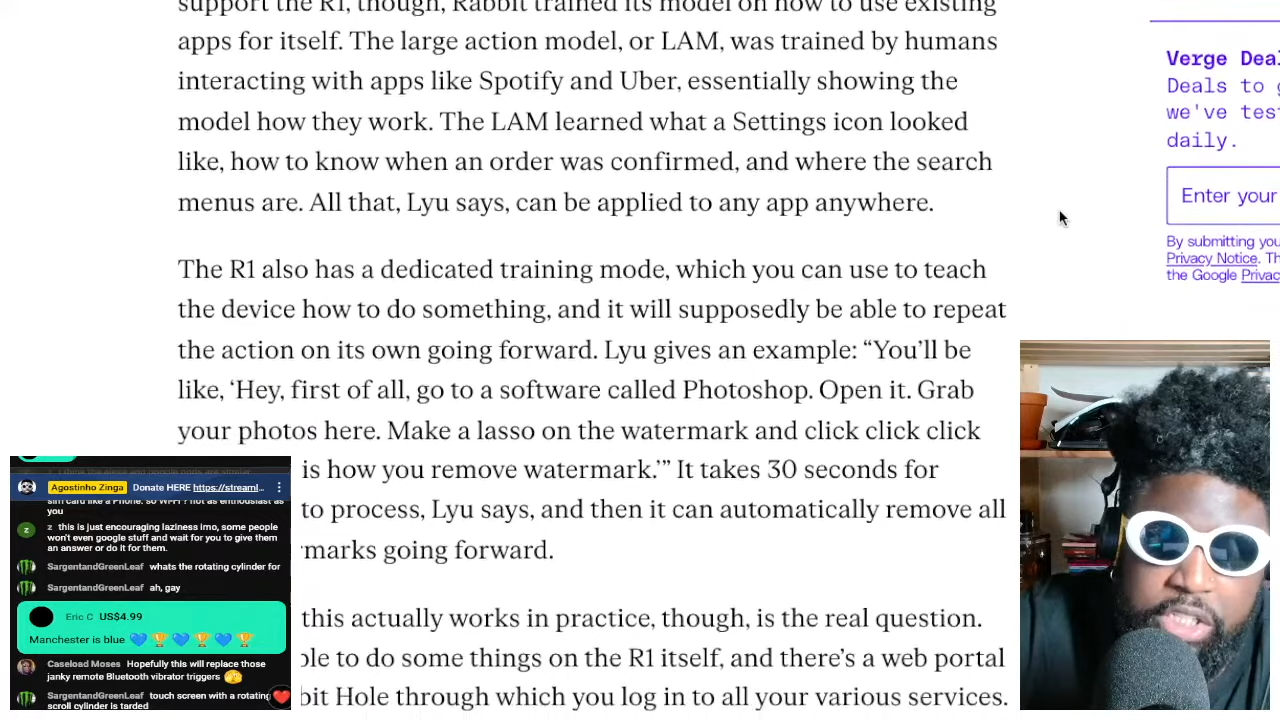 support the R1, though, Rabbit trained its model on how to use existing
apps for itself. The large action model, or LAM, was trained by humans
interacting with apps like Spotify and Uber, essentially showing the
model how they work. The LAM learned what a Settings icon looked
like, how to know when an order was confirmed, and where the search
menus are. All that, Lyu says, can be applied to any app anywhere.
The R1 also has a dedicated training mode, which you can use to teach
the device how to do something, and it will supposedly be able to repeat
the action on its own going forward. Lyu gives an example: “You’ll be
like, ‘Hey, first of all, go to a software called Photoshop. Open it. Grab
your photos here. Make a lasso on the watermark and click click click
is how you remove watermark.’” It takes 30 seconds for
to process, Lyu says, and then it can automatically remove all
marks going forward.
this actually works in practice, though, is the real question.
ble to do some things on the R1 itself, and there’s a web portal
bit Hole through which you log in to all your various services.
Verge Deal
Deals to g
we've test
daily.
Enter your
By submitting you
Privacy Notice. Th
the Google Privac
Agostinho Zinga Donate HERE https://streaml...
sim card like a Phone. so Wi-Fi ? not as enthusiast as
you
z this is just encouraging laziness imo, some people
won't even google stuff and wait for you to give them
an answer or do it for them.
SargentandGreenLeaf whats the rotating cylinder for
SargentandGreenLeaf ah, gay
Eric C US$4.99
Manchester is blue 💙🏆💙🏆💙🏆
Caseload Moses Hopefully this will replace those
janky remote Bluetooth vibrator triggers
SargentandGreenLeaf touch screen with a rotating
scroll cylinder is tarded